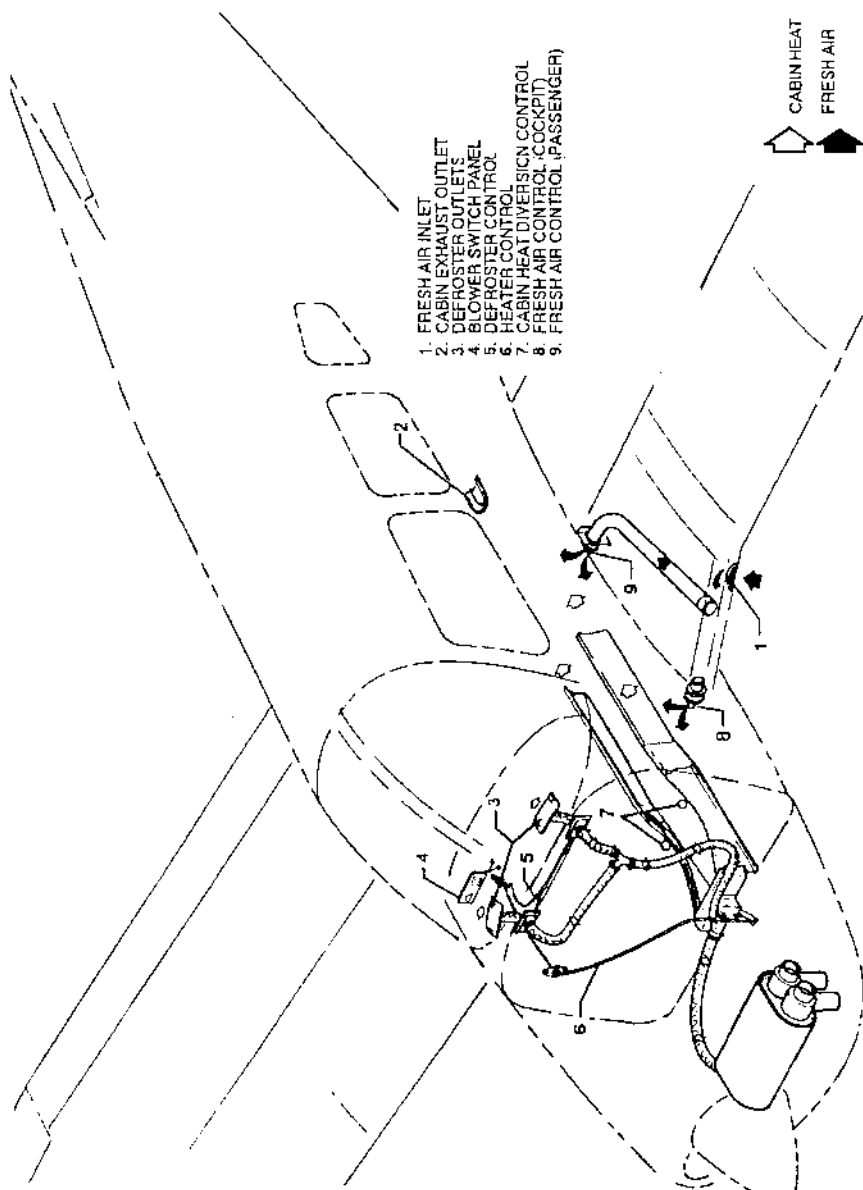 1. FRESH AIR INLET
2. CABIN EXHAUST OUTLET
3. DEFROSTER OUTLETS
4. BLOWER SWITCH PANEL
5. DEFROSTER CONTROL
6. HEATER CONTROL
7. CABIN HEAT DIVERSION CONTROL
8. FRESH AIR CONTROL (COCKPIT)
9. FRESH AIR CONTROL (PASSENGER)
CABIN HEAT
FRESH AIR
4
3
5
2
6
7
9
8
1